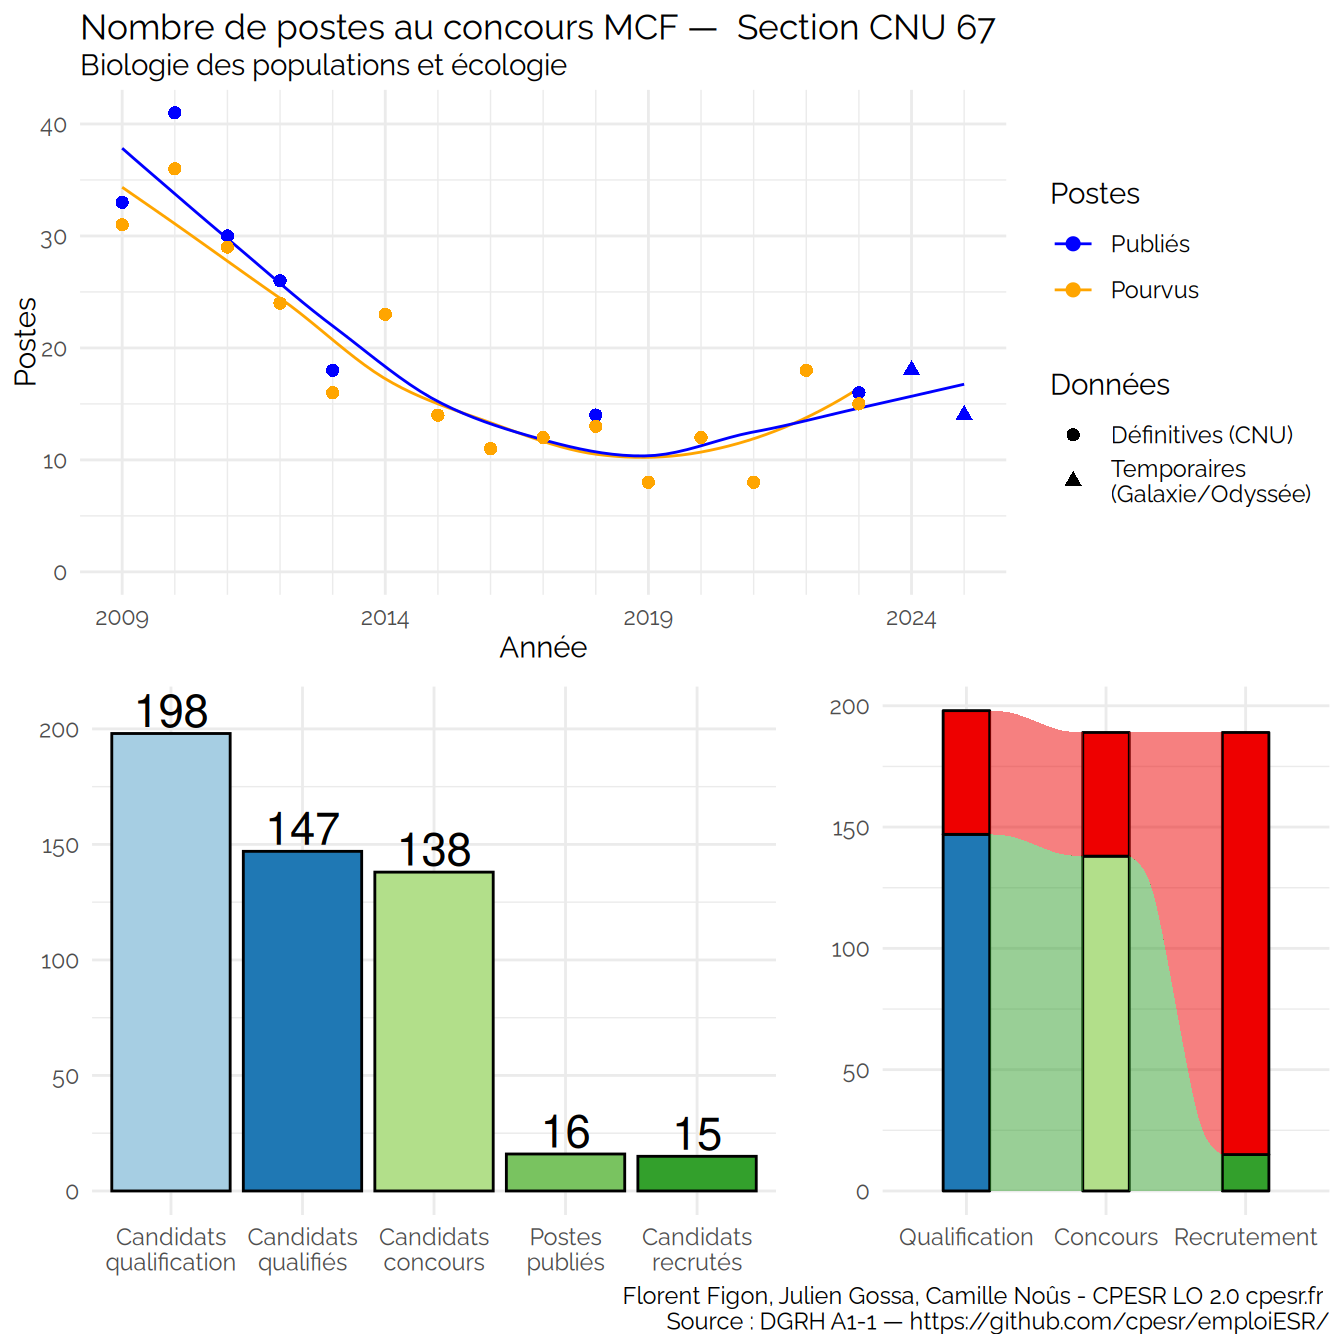 Nombre de postes au concours MCF — Section CNU 67
Biologie des populations et écologie
Postes
40
30
20
10
0
2009 2014 2019 2024
Année
Postes
Publiés
Pourvus
Données
Définitives (CNU)
Temporaires
(Galaxie/Odyssée)
200
150
100
50
0
198
147
138
16
15
Candidats
qualification
Candidats
qualifiés
Candidats
concours
Postes
publiés
Candidats
recrutés
200
150
100
50
0
Qualification Concours Recrutement
Florent Figon, Julien Gossa, Camille Noûs - CPESR LO 2.0 cpesr.fr
Source : DGRH A1-1 — https://github.com/cpesr/emploiESR/